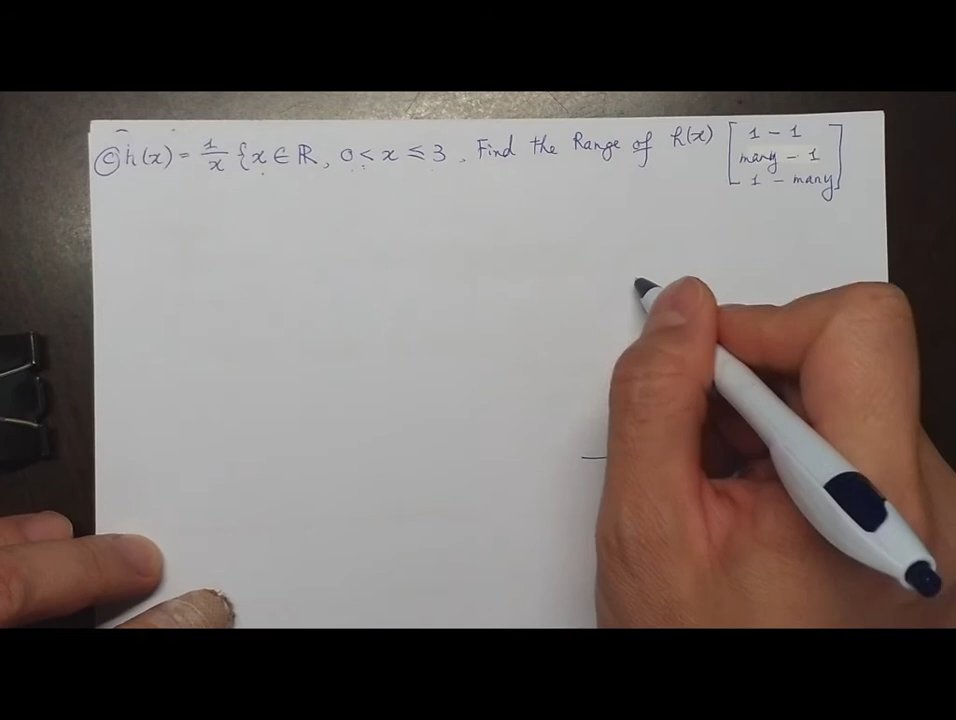 ⓒ h(x) = 1/x {x ∈ ℝ, 0 < x ≤ 3, Find the Range of h(x) [1 - 1
many - 1
1 - many]